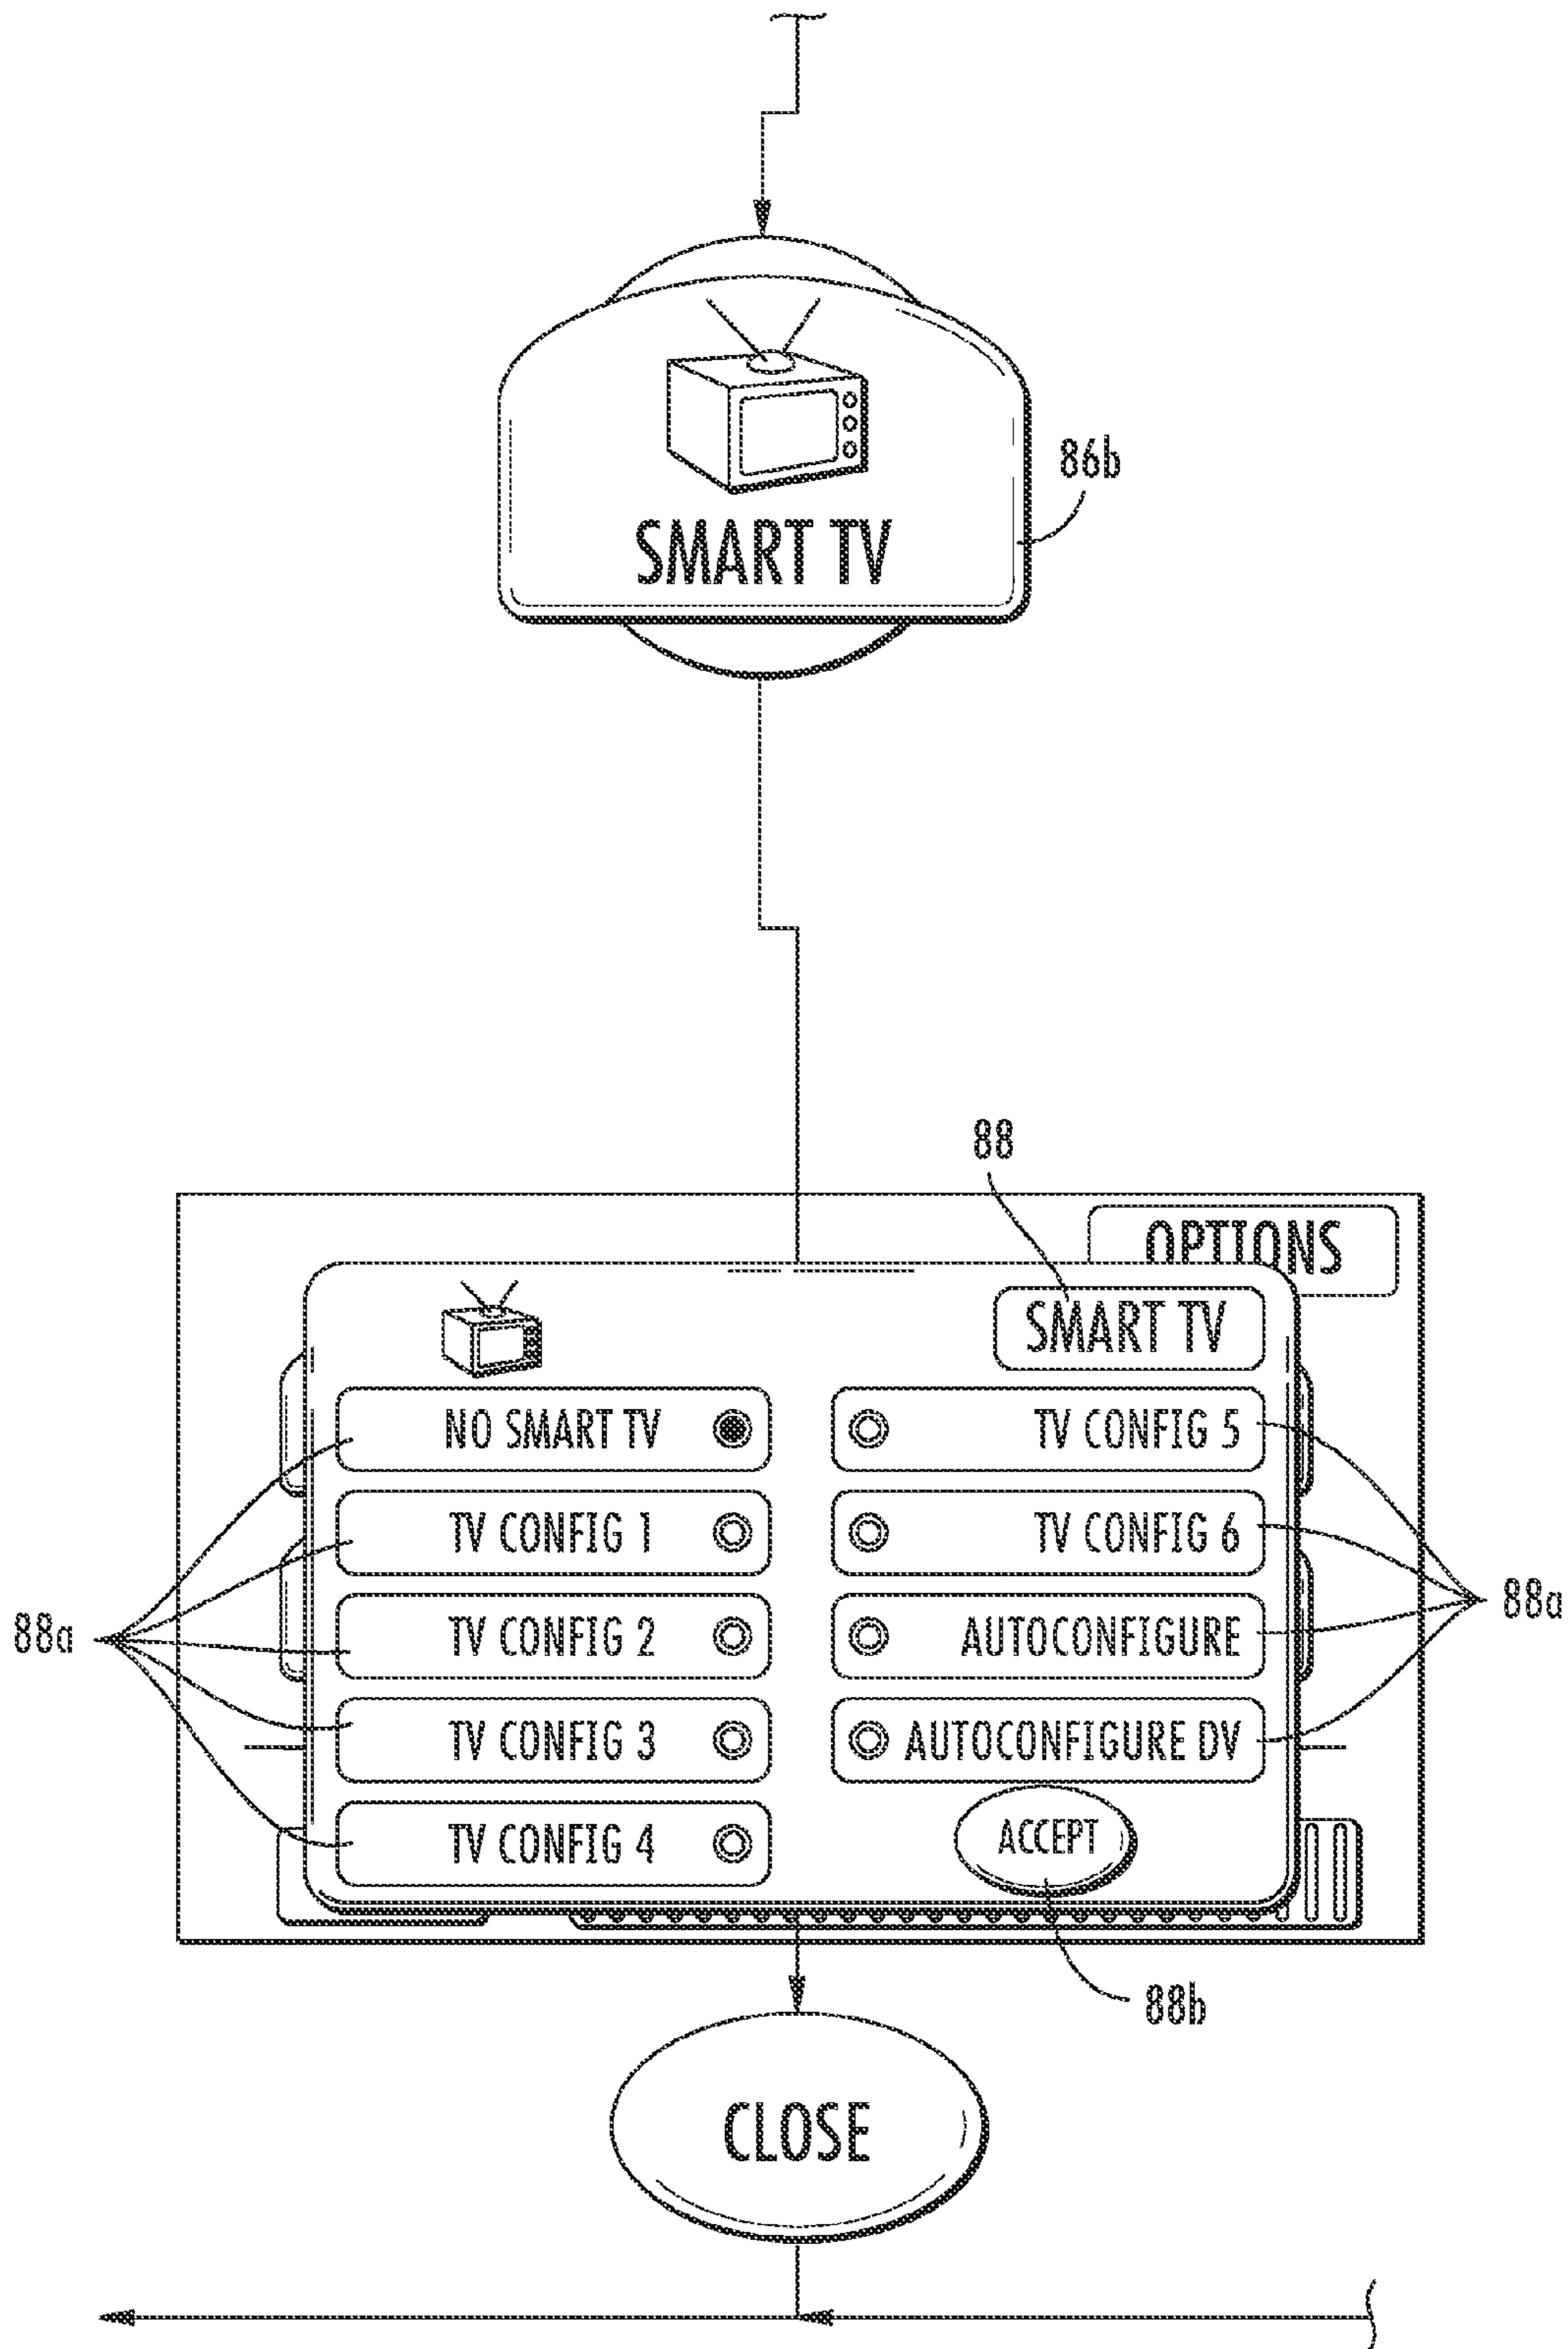 86b
SMART TV
88
OPTIONS
SMART TV
NO SMART TV
TV CONFIG 1
TV CONFIG 2
TV CONFIG 3
TV CONFIG 4
TV CONFIG 5
TV CONFIG 6
AUTOCONFIGURE
AUTOCONFIGURE DV
ACCEPT
88a
88a
88b
CLOSE